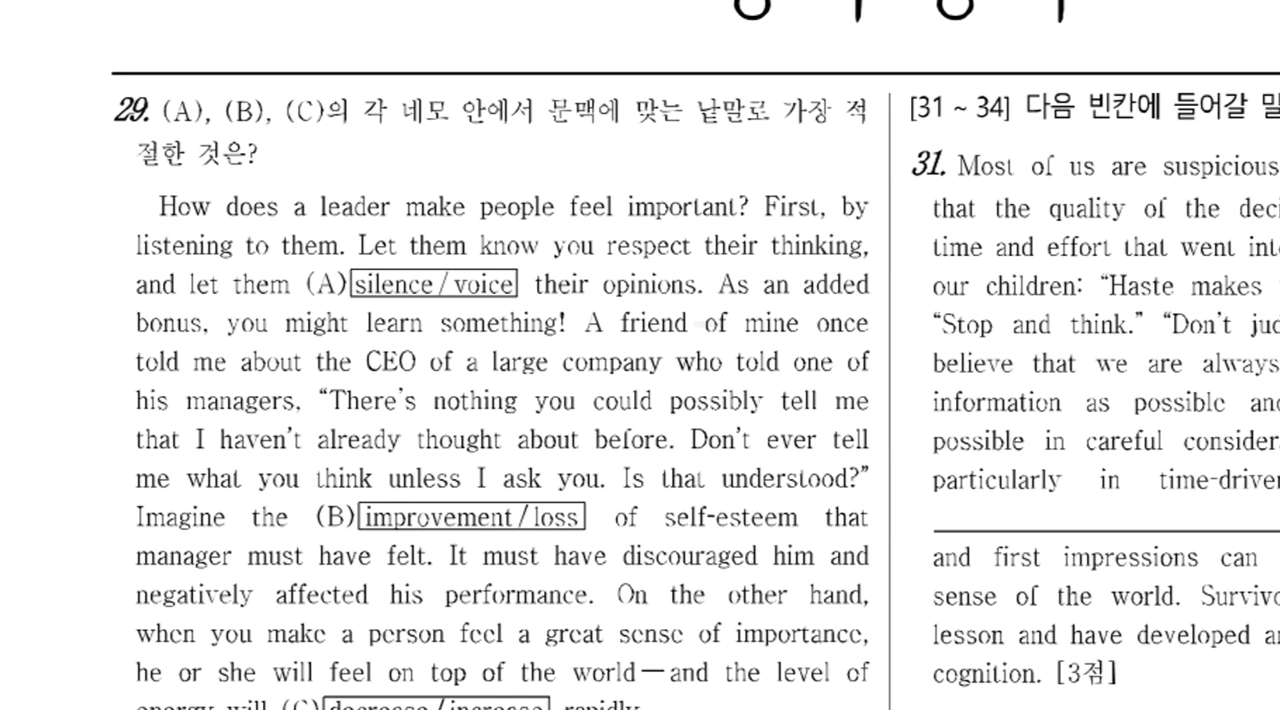 29. (A), (B), (C)의 각 네모 안에서 문맥에 맞는 낱말로 가장 적
절한 것은?
How does a leader make people feel important? First, by
listening to them. Let them know you respect their thinking,
and let them (A) silence / voice their opinions. As an added
bonus, you might learn something! A friend of mine once
told me about the CEO of a large company who told one of
his managers, “There's nothing you could possibly tell me
that I haven't already thought about before. Don't ever tell
me what you think unless I ask you. Is that understood?”
Imagine the (B) improvement / loss of self-esteem that
manager must have felt. It must have discouraged him and
negatively affected his performance. On the other hand,
when you make a person feel a great sense of importance,
he or she will feel on top of the world — and the level of
energy will (C) decrease / increase rapidly.
[31 ~ 34] 다음 빈칸에 들어갈
31. Most of us are suspicious
that the quality of the
time and effort that went
our children: “Haste makes
“Stop and think.” “Don't
believe that we are always
information as possible
possible in careful
particularly in
and first impressions can
sense of the world.
lesson and have developed
cognition. [3점]